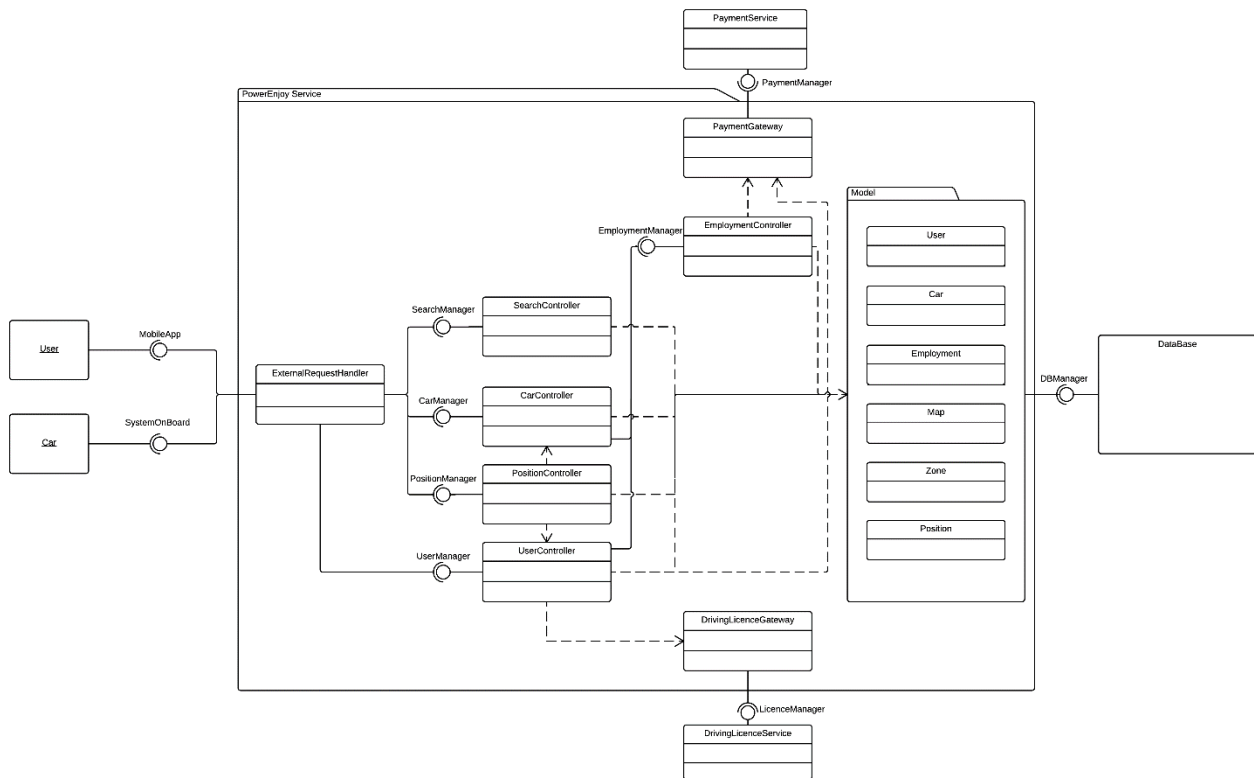 PaymentService
PaymentManager
PowerEnjoy Service
PaymentGateway
Model
EmploymentManager
EmploymentController
User
SearchManager
SearchController
Car
User
MobileApp
DataBase
Employment
ExternalRequestHandler
DBManager
CarManager
CarController
Map
Car
SystemOnBoard
PositionManager
PositionController
Zone
Position
UserManager
UserController
DrivingLicenceGateway
LicenceManager
DrivingLicenceService